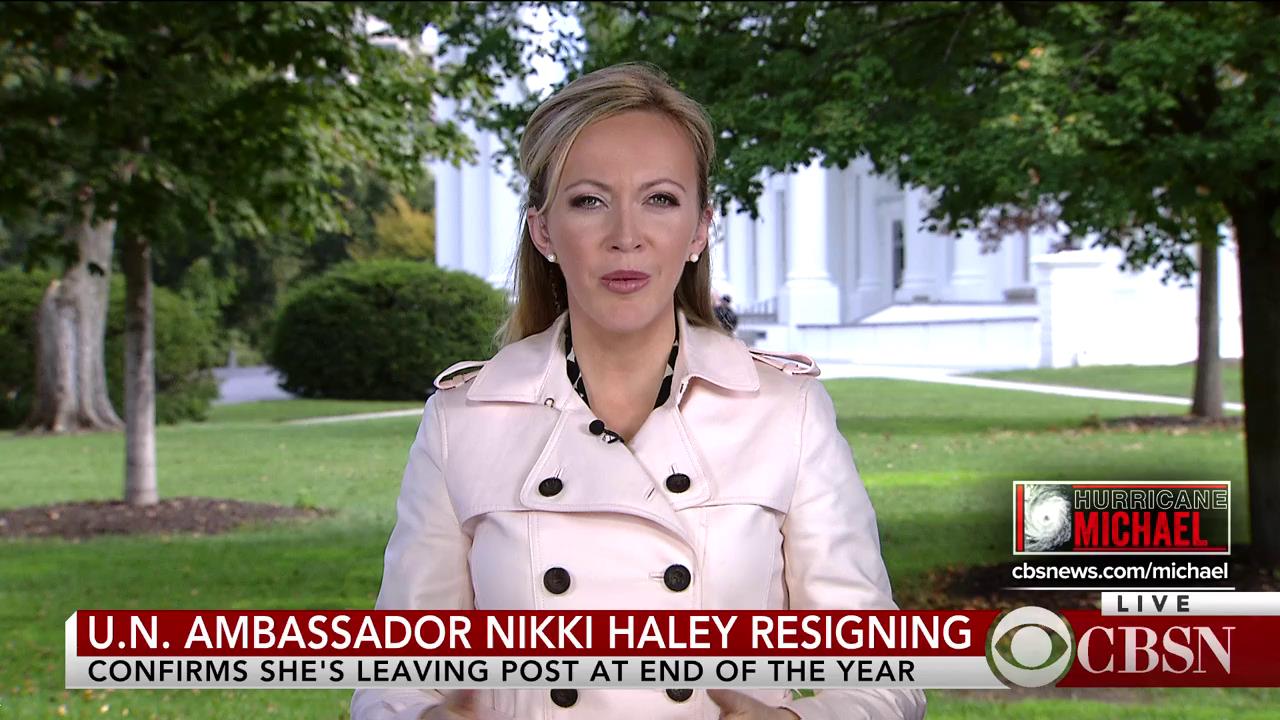 HURRICANE
MICHAEL
cbsnews.com/michael
LIVE
U.N. AMBASSADOR NIKKI HALEY RESIGNING
CONFIRMS SHE'S LEAVING POST AT END OF THE YEAR
CBSN